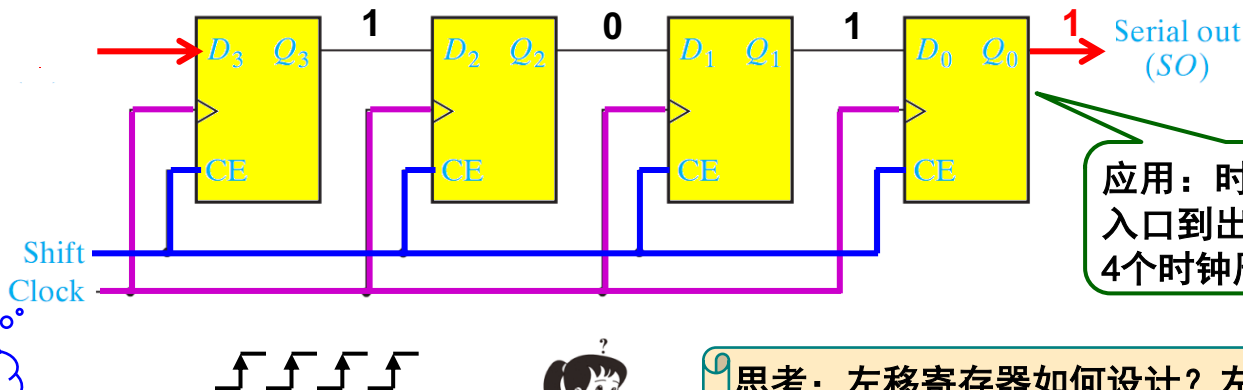 1 0 1 1
D3 Q3 D2 Q2 D1 Q1 D0 Q0
Serial out
(SO)
CE CE CE CE
应用：时
入口到出
4个时钟
Shift
Clock
?
思考：左移寄存器如何设计？左